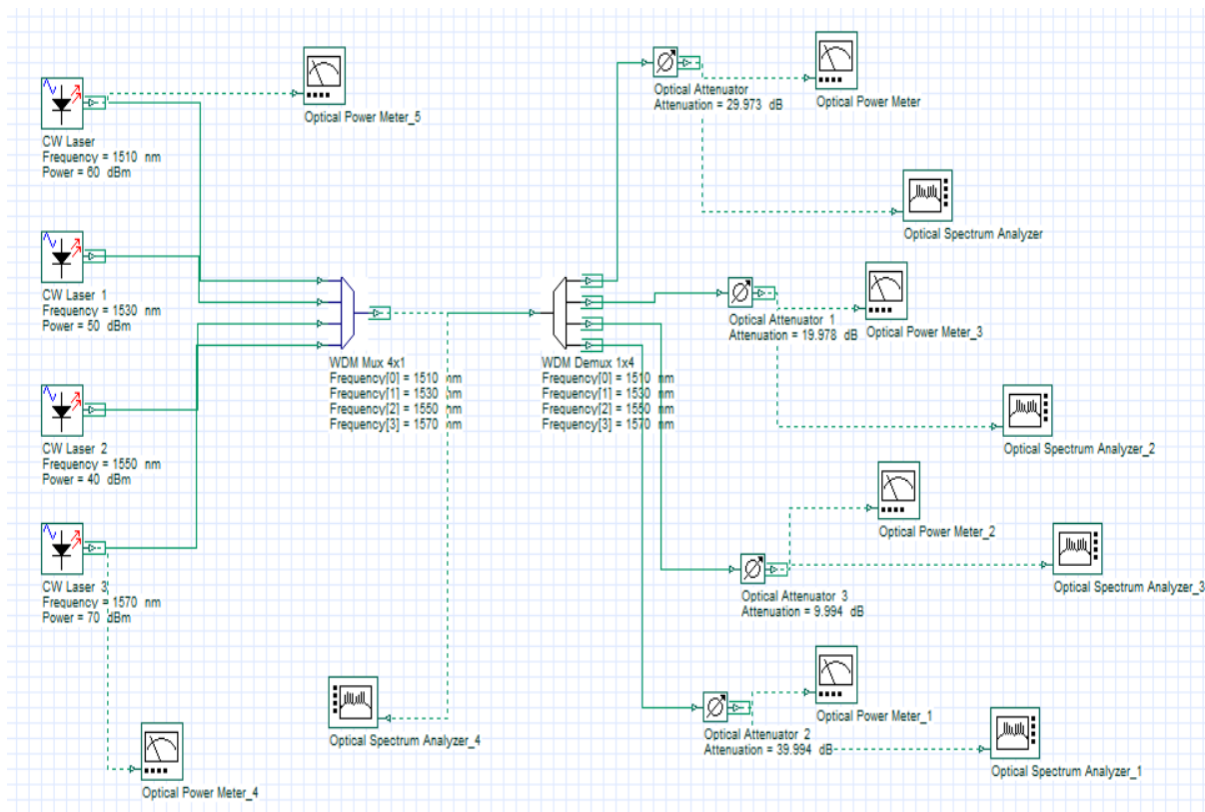 Optical Power Meter_5
CW Laser
Frequency = 1510 nm
Power = 60 dBm
CW Laser 1
Frequency = 1530 nm
Power = 50 dBm
CW Laser 2
Frequency = 1550 nm
Power = 40 dBm
CW Laser 3
Frequency = 1570 nm
Power = 70 dBm
Optical Power Meter_4
WDM Mux 4x1
Frequency[0] = 1510 nm
Frequency[1] = 1530 nm
Frequency[2] = 1550 nm
Frequency[3] = 1570 nm
Optical Spectrum Analyzer_4
WDM Demux 1x4
Frequency[0] = 1510 nm
Frequency[1] = 1530 nm
Frequency[2] = 1550 nm
Frequency[3] = 1570 nm
Optical Attenuator
Attenuation = 29.973 dB
Optical Power Meter
Optical Spectrum Analyzer
Optical Attenuator 1
Attenuation = 19.978 dB
Optical Power Meter_3
Optical Spectrum Analyzer_2
Optical Power Meter_2
Optical Attenuator 3
Attenuation = 9.994 dB
Optical Spectrum Analyzer_3
Optical Attenuator 2
Attenuation = 39.994 dB
Optical Power Meter_1
Optical Spectrum Analyzer_1